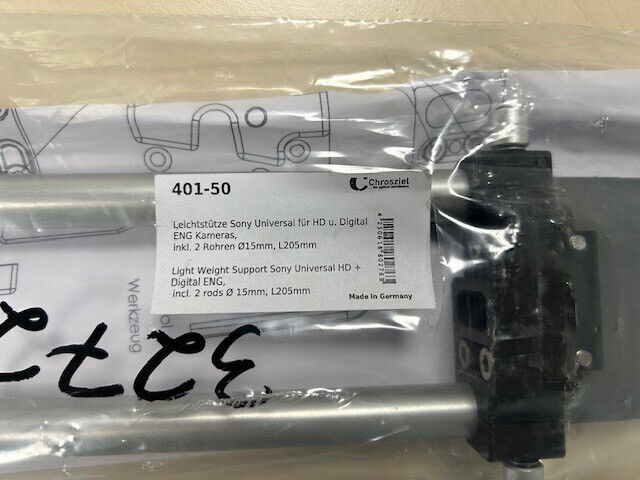 401-50
Chrosziel
Leichtstütze Sony Universal für HD u. Digital
ENG Kameras,
inkl. 2 Rohren Ø15mm, L205mm
Light Weight Support Sony Universal HD +
Digital ENG,
incl. 2 rods Ø 15mm, L205mm
Made in Germany
Werkzeug
327